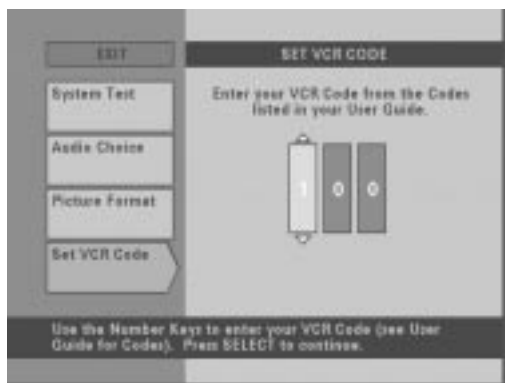 EXIT
SET VCR CODE
System Test
Audio Choice
Picture Format
Set VCR Code
Enter your VCR Code from the Codes
listed in your User Guide.
1 0 0
Use the Number Keys to enter your VCR Code (see User
Guide for Codes). Press SELECT to continue.